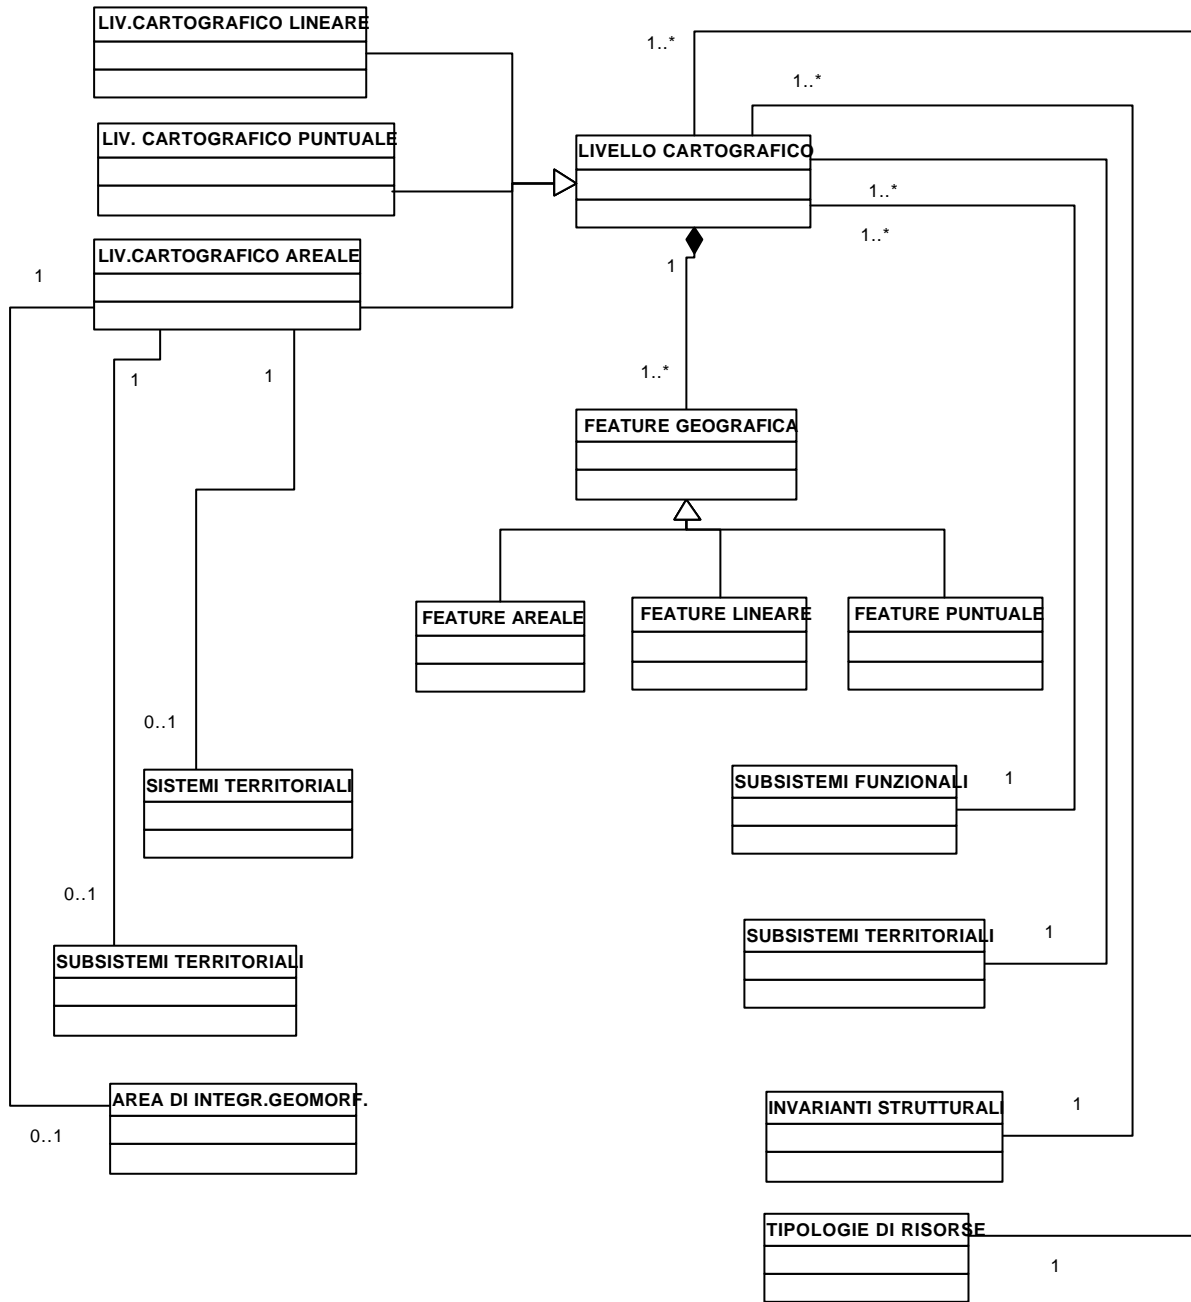 LIV.CARTOGRAFICO LINEARE
1..*
1..*
LIV. CARTOGRAFICO PUNTUALE
LIVELLO CARTOGRAFICO
1..*
1..*
LIV.CARTOGRAFICO AREALE
1
1
1
1
1..*
FEATURE GEOGRAFICA
FEATURE AREALE
FEATURE LINEARE
FEATURE PUNTUALE
0..1
SISTEMI TERRITORIALI
SUBSISTEMI FUNZIONALI
1
0..1
SUBSISTEMI TERRITORIALI
SUBSISTEMI TERRITORIALI
1
AREA DI INTEGR.GEOMORF.
0..1
INVARIANTI STRUTTURALI
1
TIPOLOGIE DI RISORSE
1